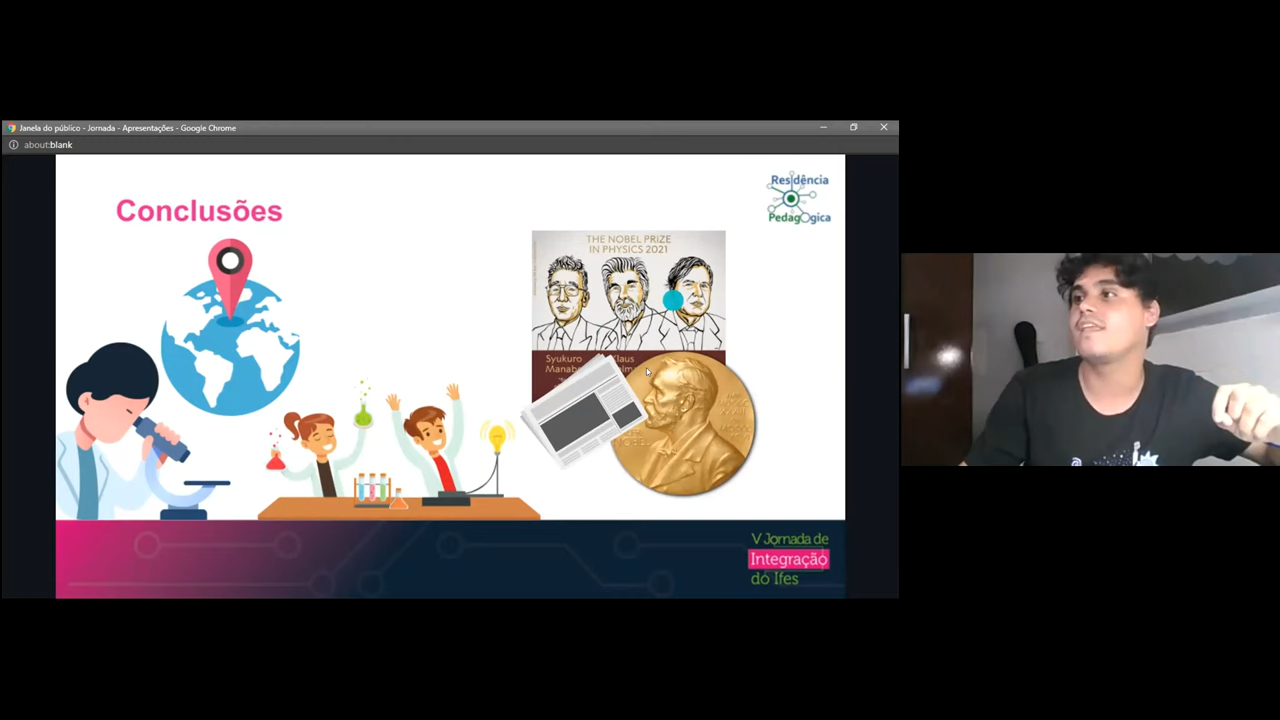 Janela do público - Jornada - Apresentações - Google Chrome
about:blank
Conclusões
Residência
Pedagógica
THE NOBEL PRIZE
IN PHYSICS 2021
Syukuro
Klaus
V Jornada de
Integração
do Ifes